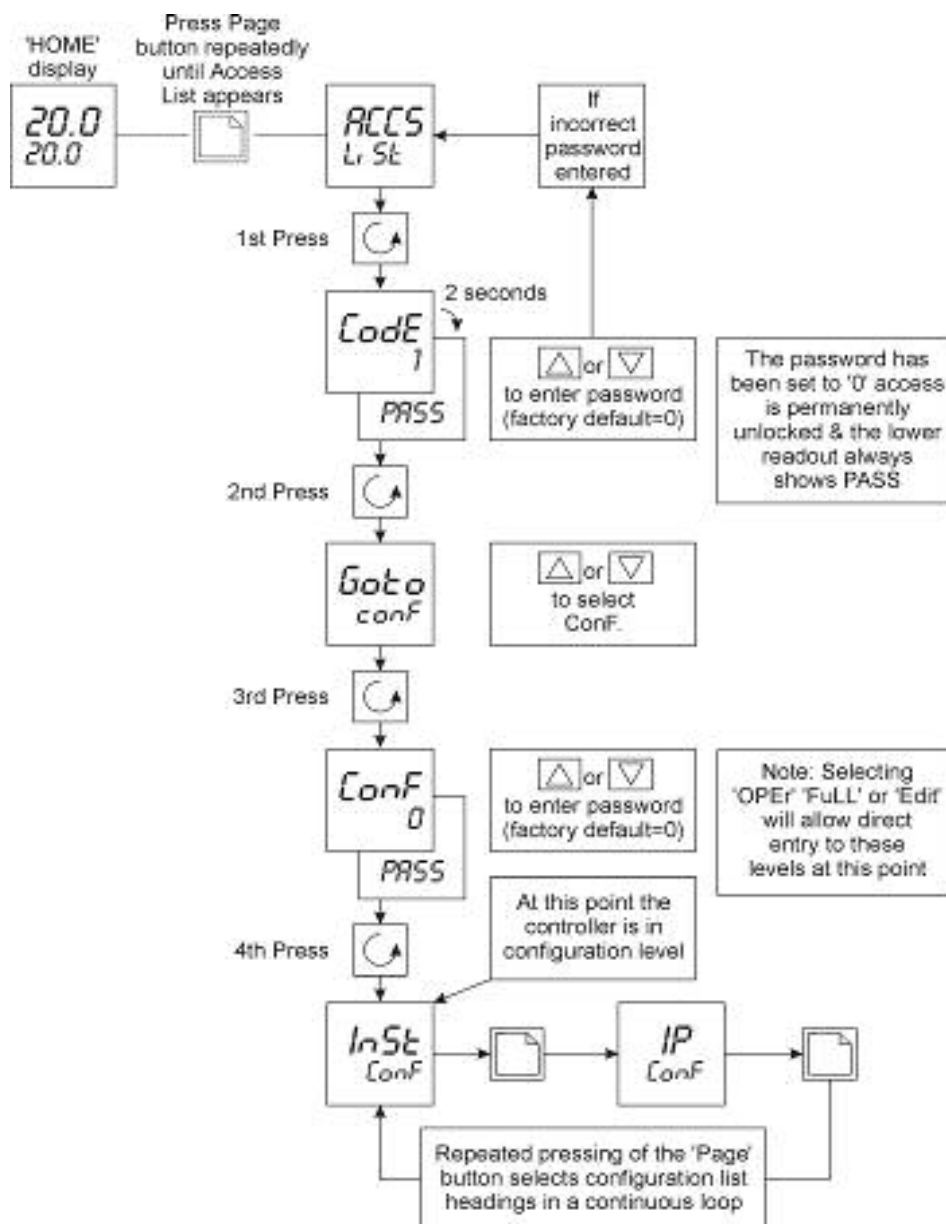 'HOME'
display
Press Page
button repeatedly
until Access
List appears
20.0
20.0
ACCS
Li St
If
incorrect
password
entered
1st Press
CodE
1
2 seconds
PASS
△ or ▽
to enter password
(factory default=0)
The password has
been set to '0' access
is permanently
unlocked & the lower
readout always
shows PASS
2nd Press
Goto
conF
△ or ▽
to select
ConF.
3rd Press
ConF
0
PASS
△ or ▽
to enter password
(factory default=0)
Note: Selecting
'OPEr' 'FuLL' or 'Edit'
will allow direct
entry to these
levels at this point
At this point the
controller is in
configuration level
4th Press
InSt
ConF
IP
ConF
Repeated pressing of the 'Page'
button selects configuration list
headings in a continuous loop